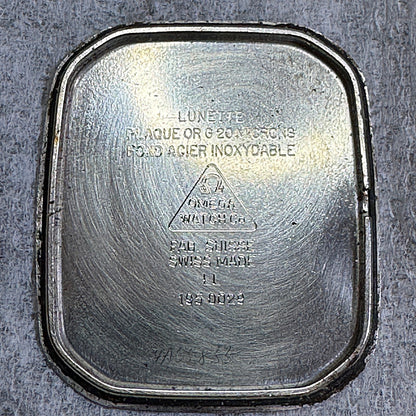 LUNETTE
PLAQUE OR G 20 MICRONS
FOND ACIER INOXYDABLE
Ω
OMEGA
WATCH Co
FAB. SUISSE
SWISS MADE
LL
195 0029